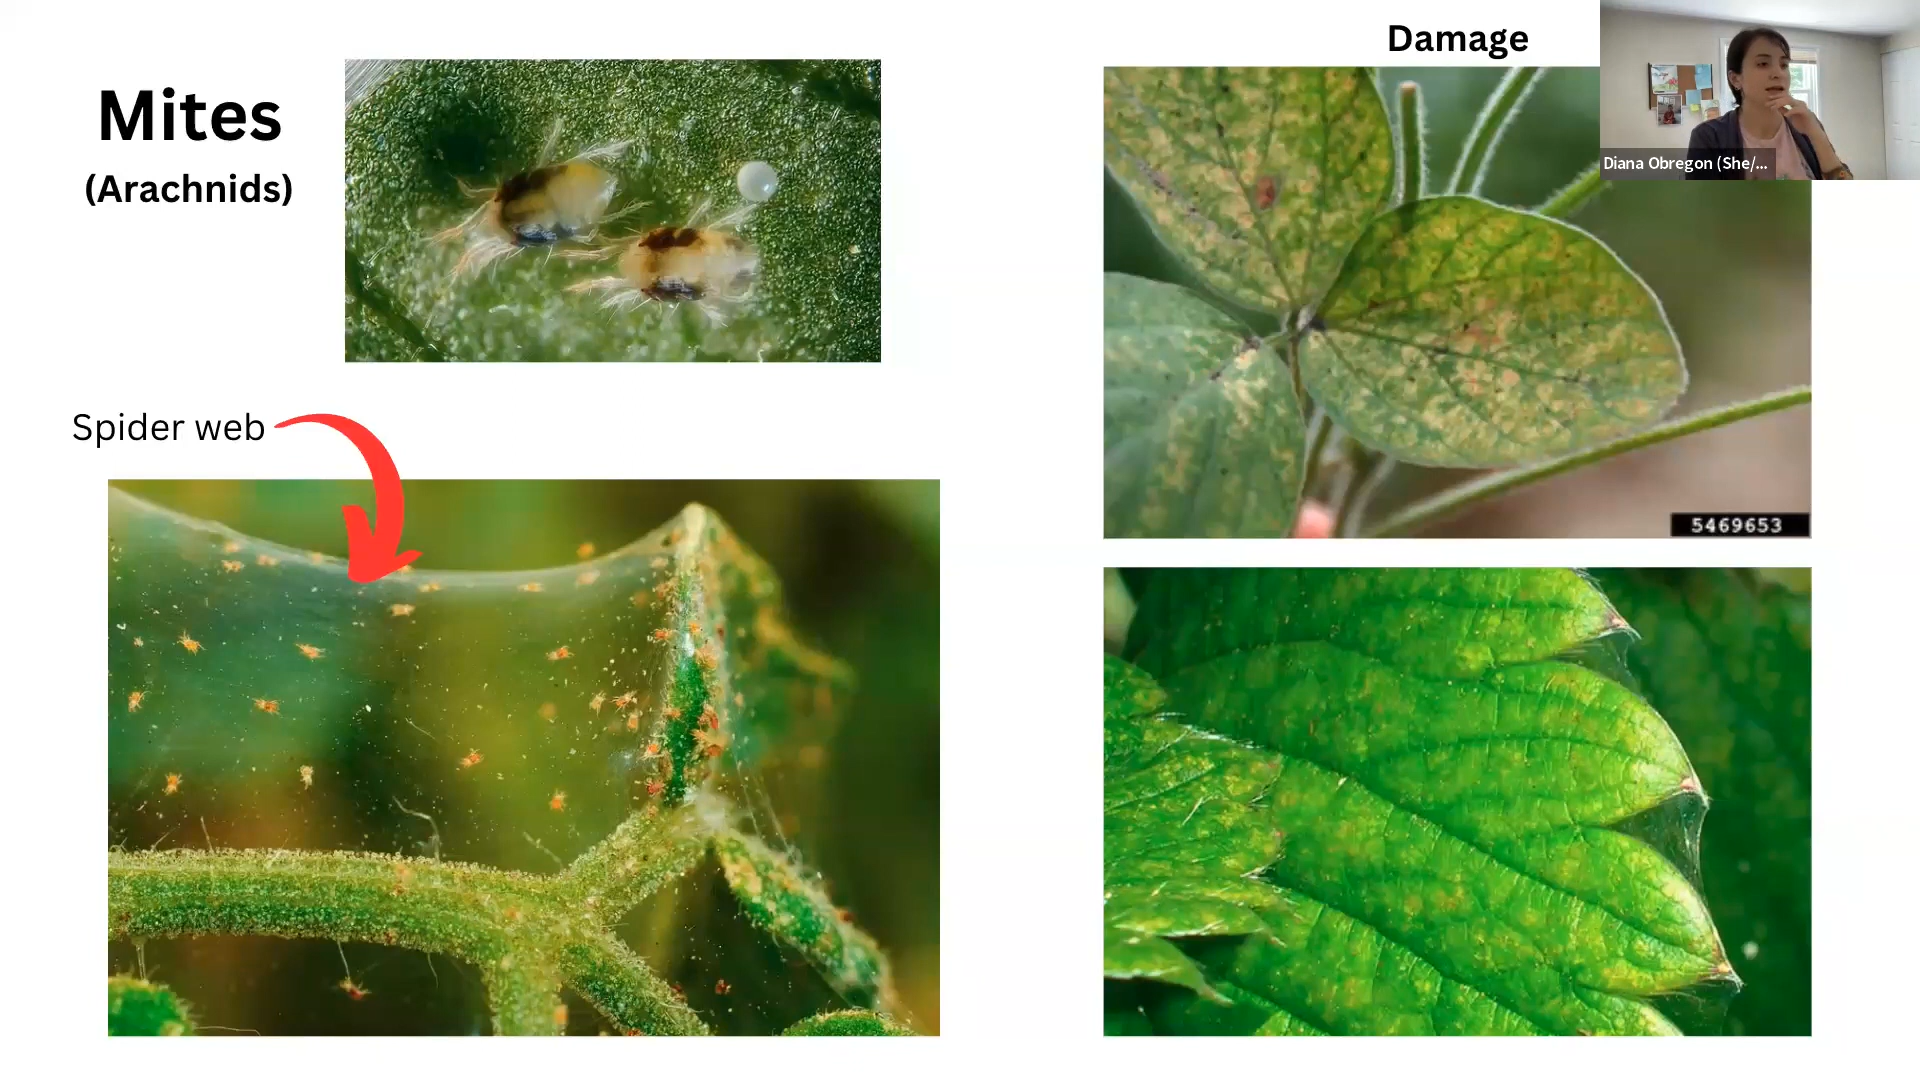 Mites
(Arachnids)
Spider web
Damage
Diana Obregon (She/...
5469653